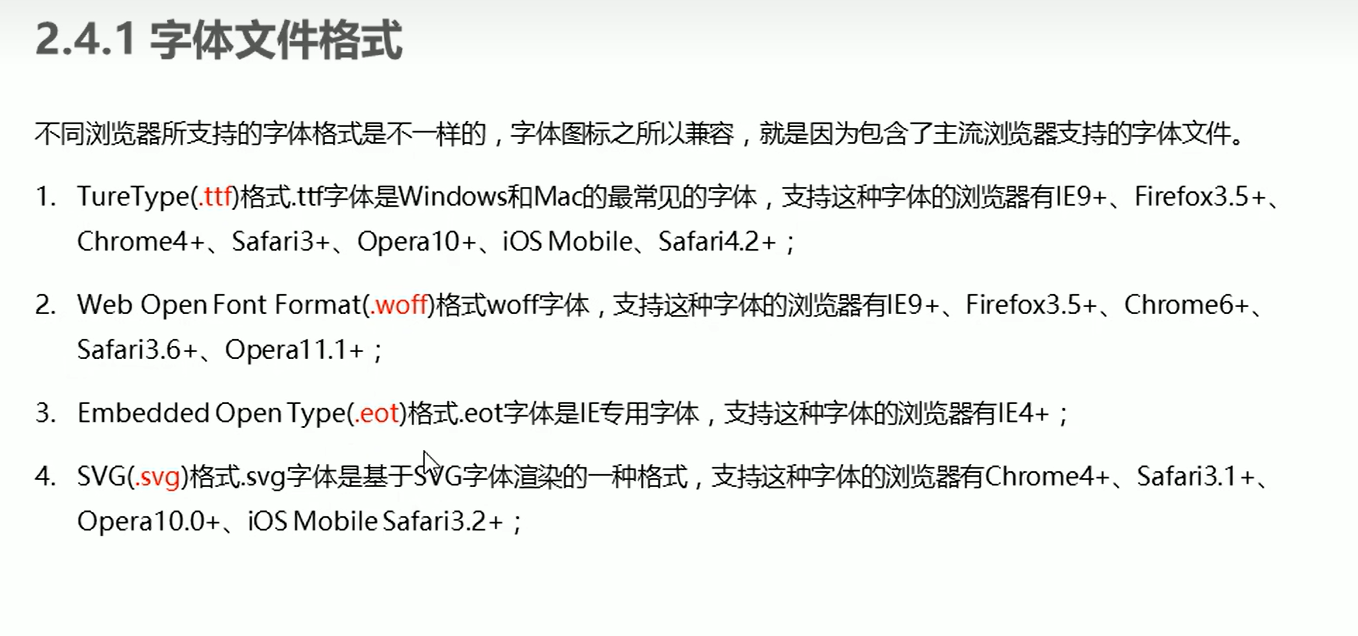 2.4.1 字体文件格式
不同浏览器所支持的字体格式是不一样的，字体图标之所以兼容，就是因为包含了主流浏览器支持的字体文件。
1. TureType(.ttf)格式.ttf字体是Windows和Mac的最常见的字体，支持这种字体的浏览器有IE9+、Firefox3.5+、
Chrome4+、Safari3+、Opera10+、iOS Mobile、Safari4.2+；
2. Web Open Font Format(.woff)格式woff字体，支持这种字体的浏览器有IE9+、Firefox3.5+、Chrome6+、
Safari3.6+、Opera11.1+；
3. Embedded Open Type(.eot)格式.eot字体是IE专用字体，支持这种字体的浏览器有IE4+；
4. SVG(.svg)格式.svg字体是基于SVG字体渲染的一种格式，支持这种字体的浏览器有Chrome4+、Safari3.1+、
Opera10.0+、iOS Mobile Safari3.2+；